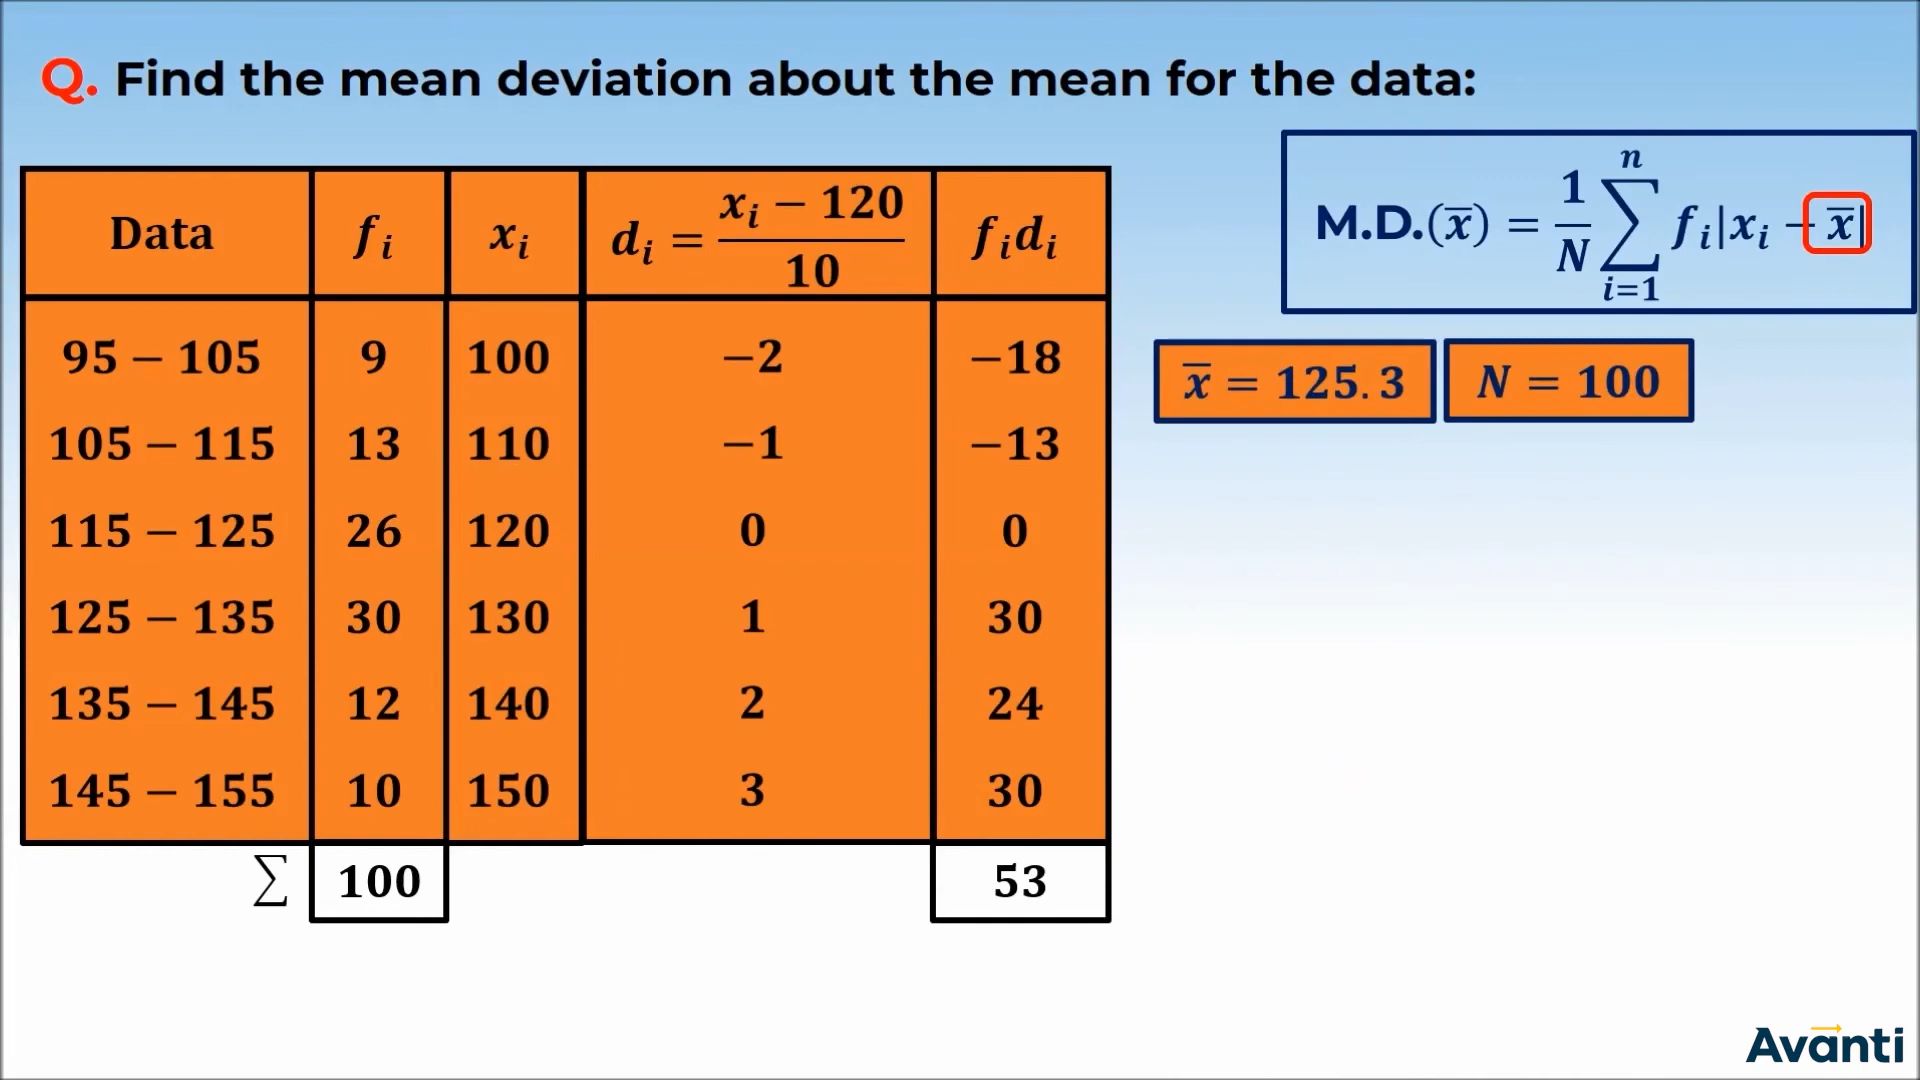 Q. Find the mean deviation about the mean for the data:
M.D.(x̅) = 1/N ∑ⁿᵢ₌₁ fᵢ|xᵢ − x̅|
Data fᵢ xᵢ dᵢ = (xᵢ − 120)/10 fᵢdᵢ
x̅ = 125.3 N = 100
95 − 105 9 100 −2 −18
105 − 115 13 110 −1 −13
115 − 125 26 120 0 0
125 − 135 30 130 1 30
135 − 145 12 140 2 24
145 − 155 10 150 3 30
∑ 100 53
Avanti